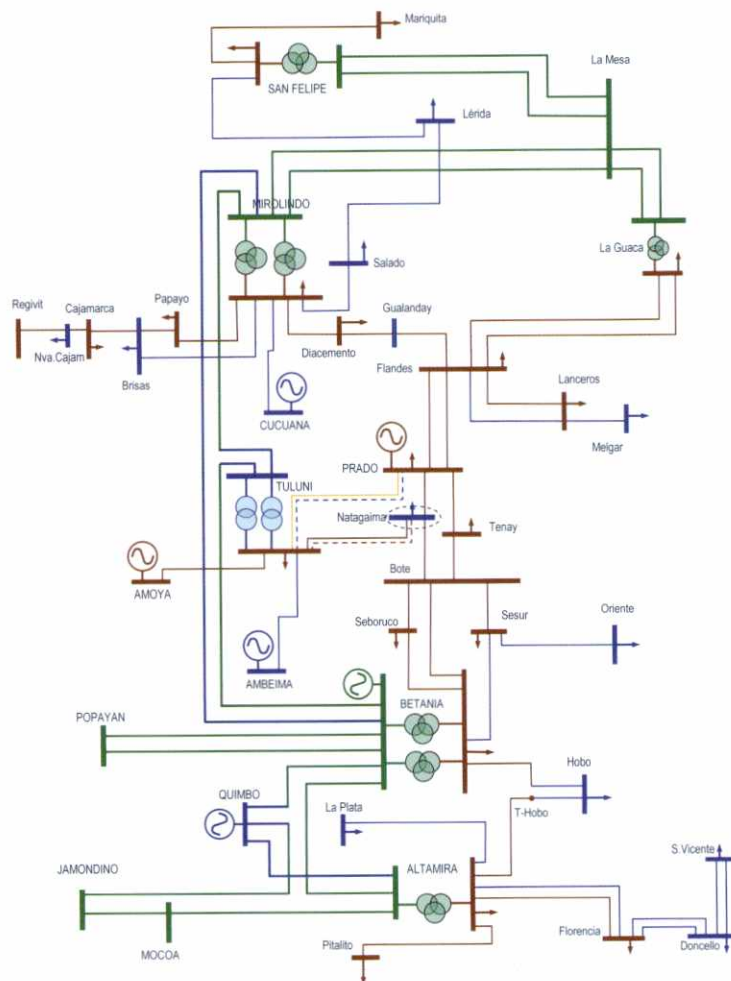 Mariquita
La Mesa
SAN FELIPE
Lérida
MIROLINDO
La Guaca
Salado
Regivit
Cajamarca
Papayo
Gualanday
Nva.Cajam
Diacemento
Brisas
Flandes
Lanceros
CUCUANA
Melgar
PRADO
TULUNI
Natagaima
Tenay
AMOYA
Bote
Seboruco
Sesur
Oriente
AMBEIMA
BETANIA
POPAYAN
Hobo
QUIMBO
La Plata
T-Hobo
S.Vicente
JAMONDINO
ALTAMIRA
MOCOA
Pitalito
Florencia
Doncello